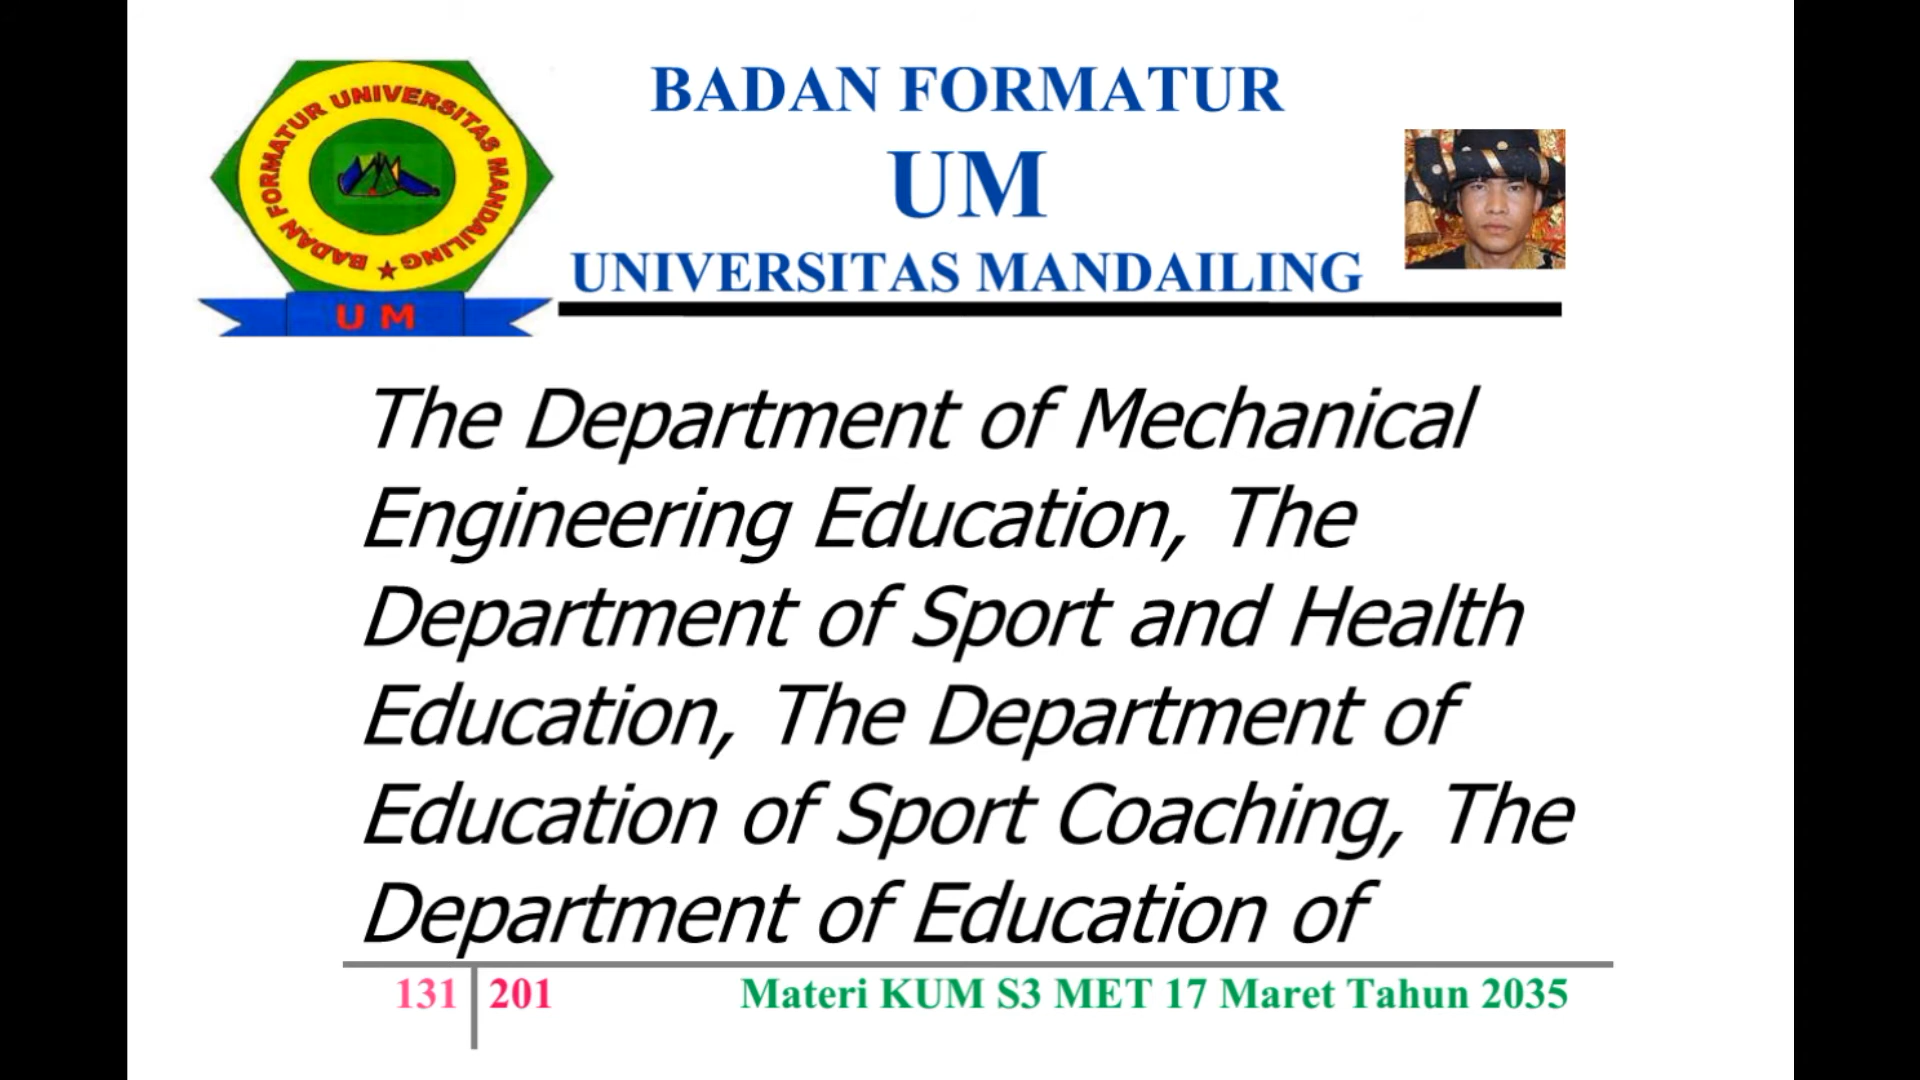 BADAN FORMATUR UNIVERSITAS MANDAILING
U M
BADAN FORMATUR
UM
UNIVERSITAS MANDAILING
The Department of Mechanical
Engineering Education, The
Department of Sport and Health
Education, The Department of
Education of Sport Coaching, The
Department of Education of
131 201 Materi KUM S3 MET 17 Maret Tahun 2035